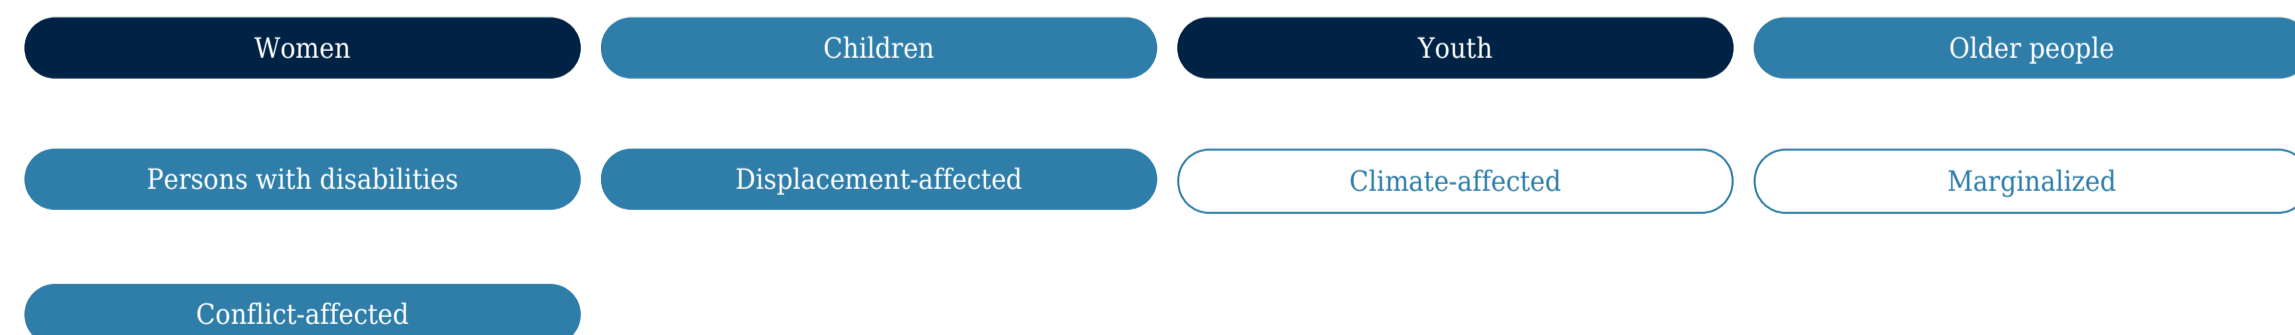 Women
Children
Youth
Older people
Persons with disabilities
Displacement-affected
Climate-affected
Marginalized
Conflict-affected